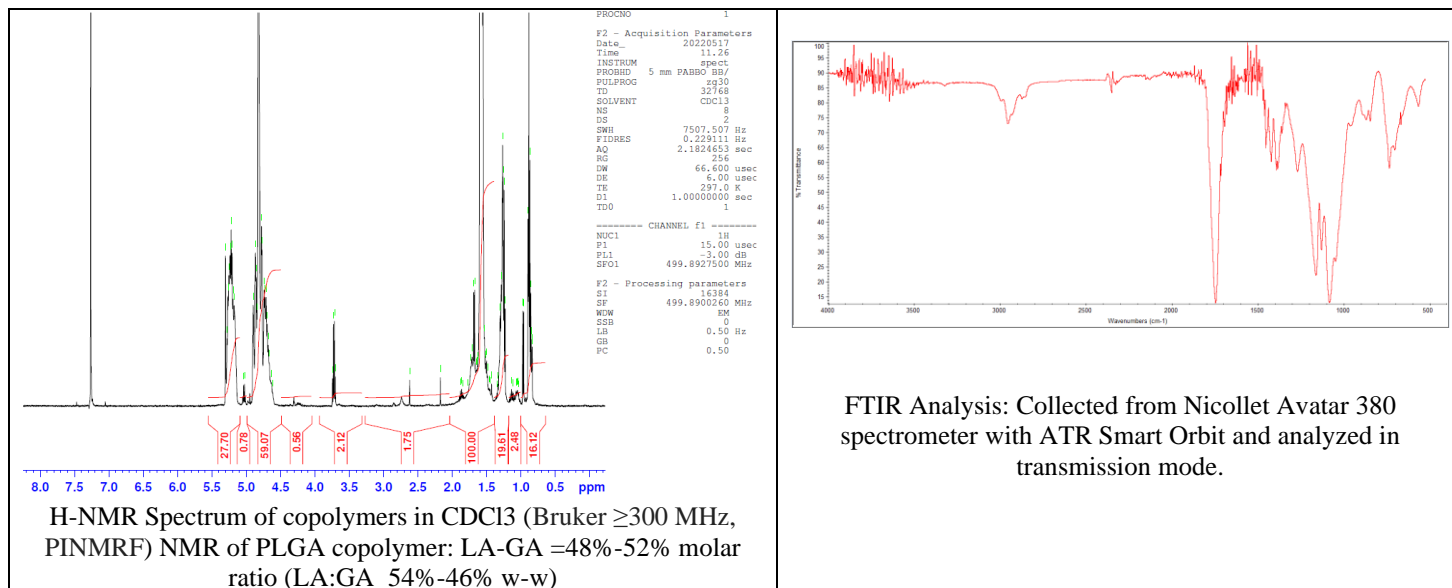 PROCNO 1
F2 - Acquisition Parameters
Date_ 20220517
Time 11.26
INSTRUM spect
PROBHD 5 mm PABBO BB/
PULPROG zg30
TD 32768
SOLVENT CDCl3
NS 8
DS 2
SWH 7507.507 Hz
FIDRES 0.229111 Hz
AQ 2.1824653 sec
RG 256
DW 66.600 usec
DE 6.00 usec
TE 297.0 K
D1 1.00000000 sec
TD0 1
======== CHANNEL f1 ========
NUC1 1H
P1 15.00 usec
PL1 -3.00 dB
SFO1 499.8927500 MHz
F2 - Processing parameters
SI 16384
SF 499.8900260 MHz
WDW EM
SSB 0
LB 0.50 Hz
GB 0
PC 0.50
27.70 0.78 59.07 0.56 2.12 1.75 100.00 19.61 2.48 16.12
8.0 7.5 7.0 6.5 6.0 5.5 5.0 4.5 4.0 3.5 3.0 2.5 2.0 1.5 1.0 0.5 ppm
H-NMR Spectrum of copolymers in CDCl3 (Bruker ≥300 MHz,
PINMRF) NMR of PLGA copolymer: LA-GA =48%-52% molar
ratio (LA:GA 54%-46% w-w)
100
95
90
85
80
75
70
65
60
55
50
45
40
35
30
25
20
15
% Transmittance
4000 3500 3000 2500 2000 1500 1000 500
Wavenumbers (cm-1)
FTIR Analysis: Collected from Nicollet Avatar 380
spectrometer with ATR Smart Orbit and analyzed in
transmission mode.